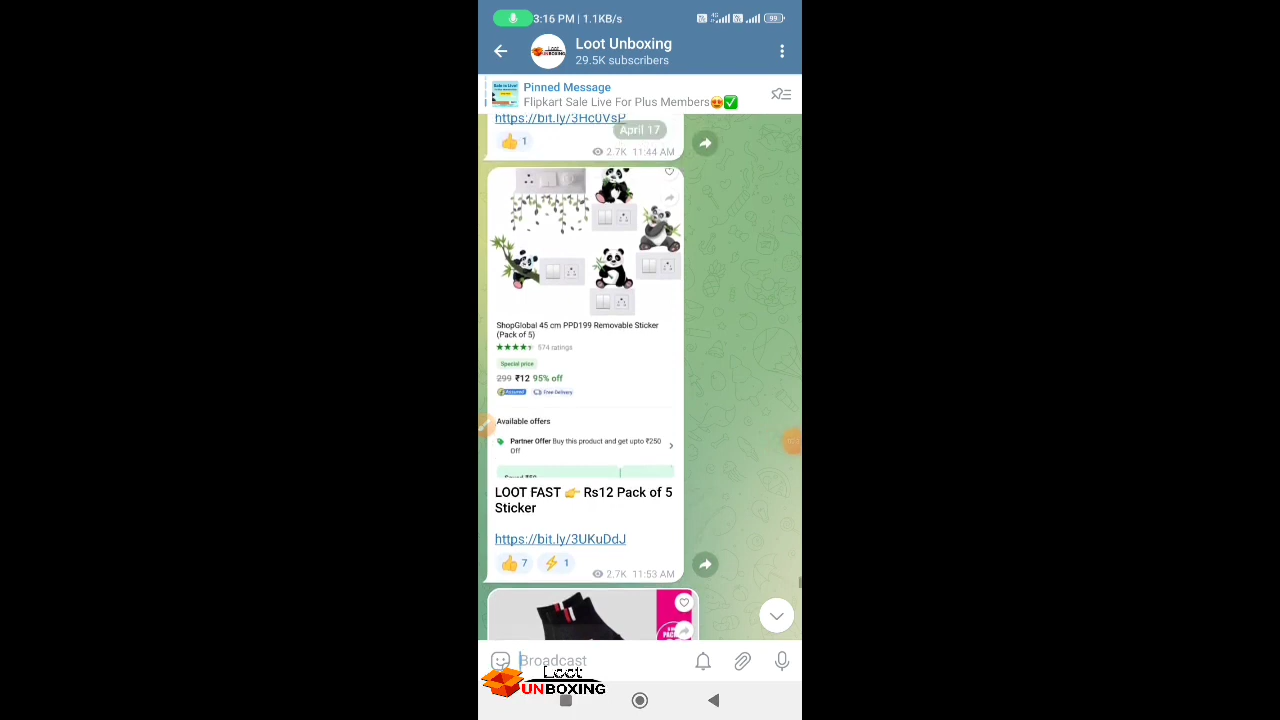 3:16 PM | 1.1KB/s
4G
99
Loot Unboxing
29.5K subscribers
Pinned Message
Flipkart Sale Live For Plus Members😍✅
https://bit.ly/3Hc0VsP
April 17
👍 1
2.7K 11:44 AM
ShopGlobal 45 cm PPD199 Removable Sticker
(Pack of 5)
574 ratings
Special price
299 ₹12 95% off
Assured Free Delivery
Available offers
Partner Offer Buy this product and get upto ₹250
Off
LOOT FAST 👉 Rs12 Pack of 5
Sticker
https://bit.ly/3UKuDdJ
👍 7 ⚡ 1
2.7K 11:53 AM
Broadcast
Loot
UNBOXING